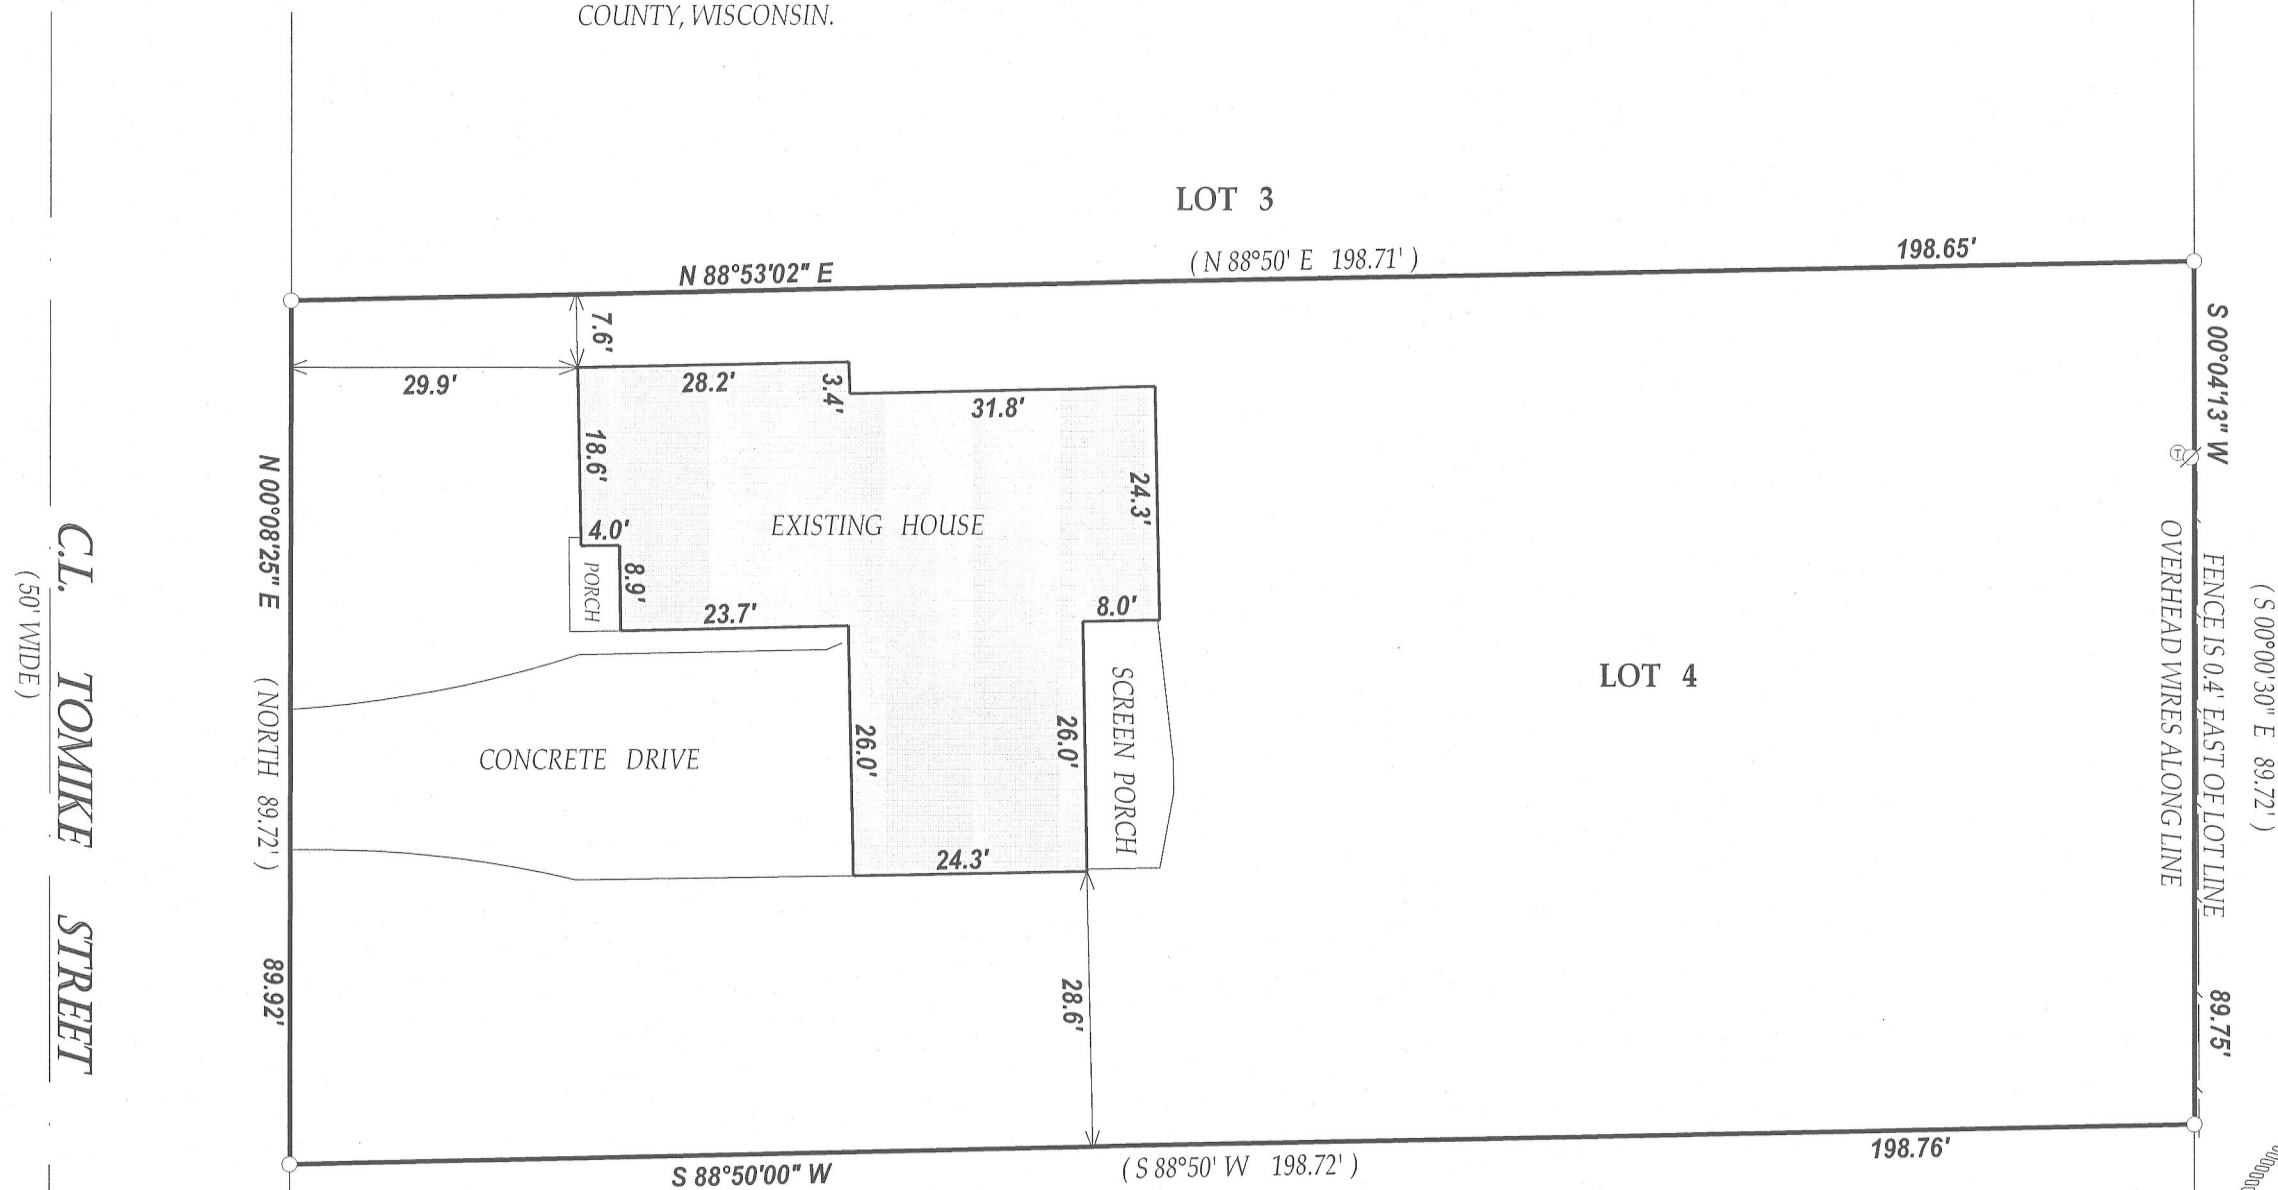 COUNTY, WISCONSIN.
LOT 3
( N 88°50' E 198.71' )
198.65'
N 88°53'02" E
7.6'
29.9'
28.2'
3.4'
31.8'
18.6'
24.3'
4.0'
EXISTING HOUSE
PORCH
8.9'
23.7'
8.0'
SCREEN PORCH
LOT 4
26.0'
26.0'
CONCRETE DRIVE
24.3'
28.6'
N 00°08'25" E
( NORTH 89.72' )
89.92'
C.L. TOMIKE STREET
( 50' WIDE )
S 00°04'13" W
T
FENCE IS 0.4' EAST OF LOT LINE
OVERHEAD WIRES ALONG LINE
( S 00°00'30" E 89.72' )
89.75'
198.76'
( S 88°50' W 198.72' )
S 88°50'00" W